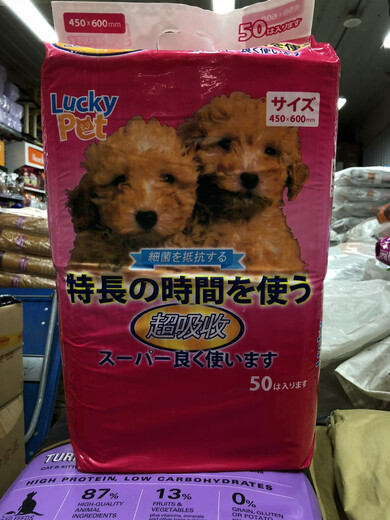 450×600mm
50は入ります
Lucky
Pet
サイズ
450×600mm
細菌を抵抗する
特長の時間を使う
超吸収
スーパー良く使います
50は入ります
HIGH PROTEIN, LOW CARBOHYDRATES
87%
HIGH-QUALITY
ANIMAL
INGREDIENTS
13%
FRUITS &
VEGETABLES
0%
GRAIN, GLUTEN
OR POTATO